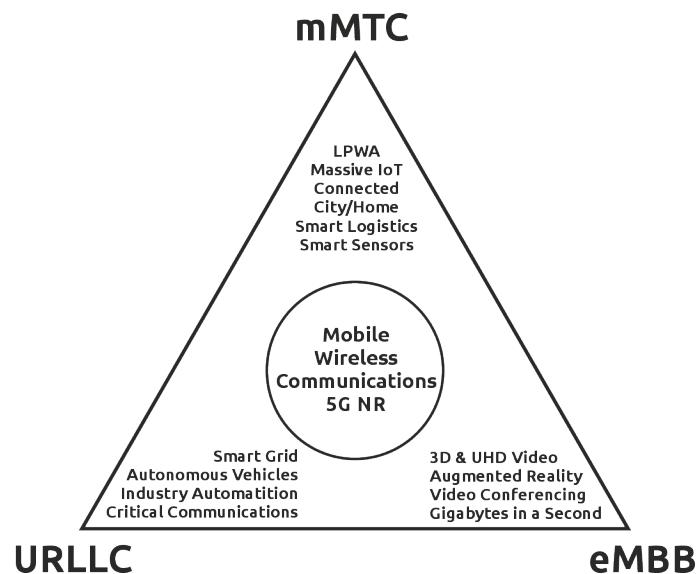 mMTC
LPWA
Massive IoT
Connected
City/Home
Smart Logistics
Smart Sensors
Mobile
Wireless
Communications
5G NR
Smart Grid
Autonomous Vehicles
Industry Automatition
Critical Communications
3D & UHD Video
Augmented Reality
Video Conferencing
Gigabytes in a Second
URLLC
eMBB